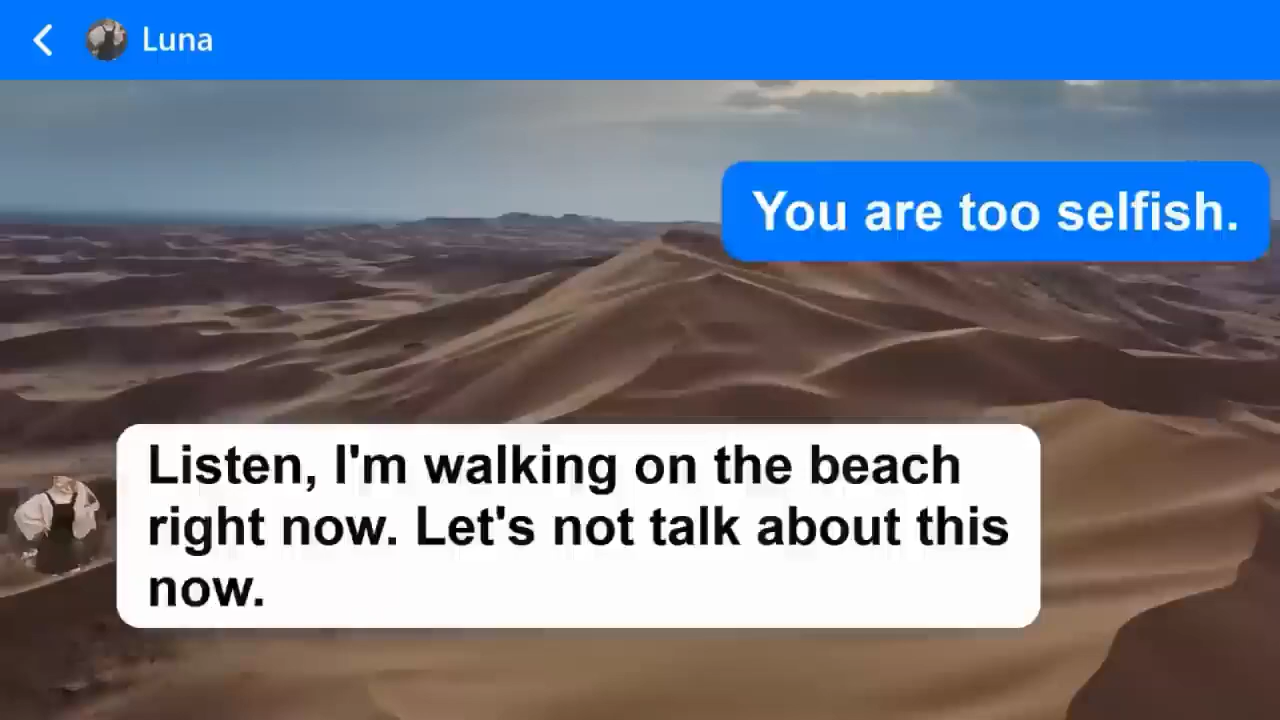 Luna
You are too selfish.
Listen, I'm walking on the beach
right now. Let's not talk about this
now.